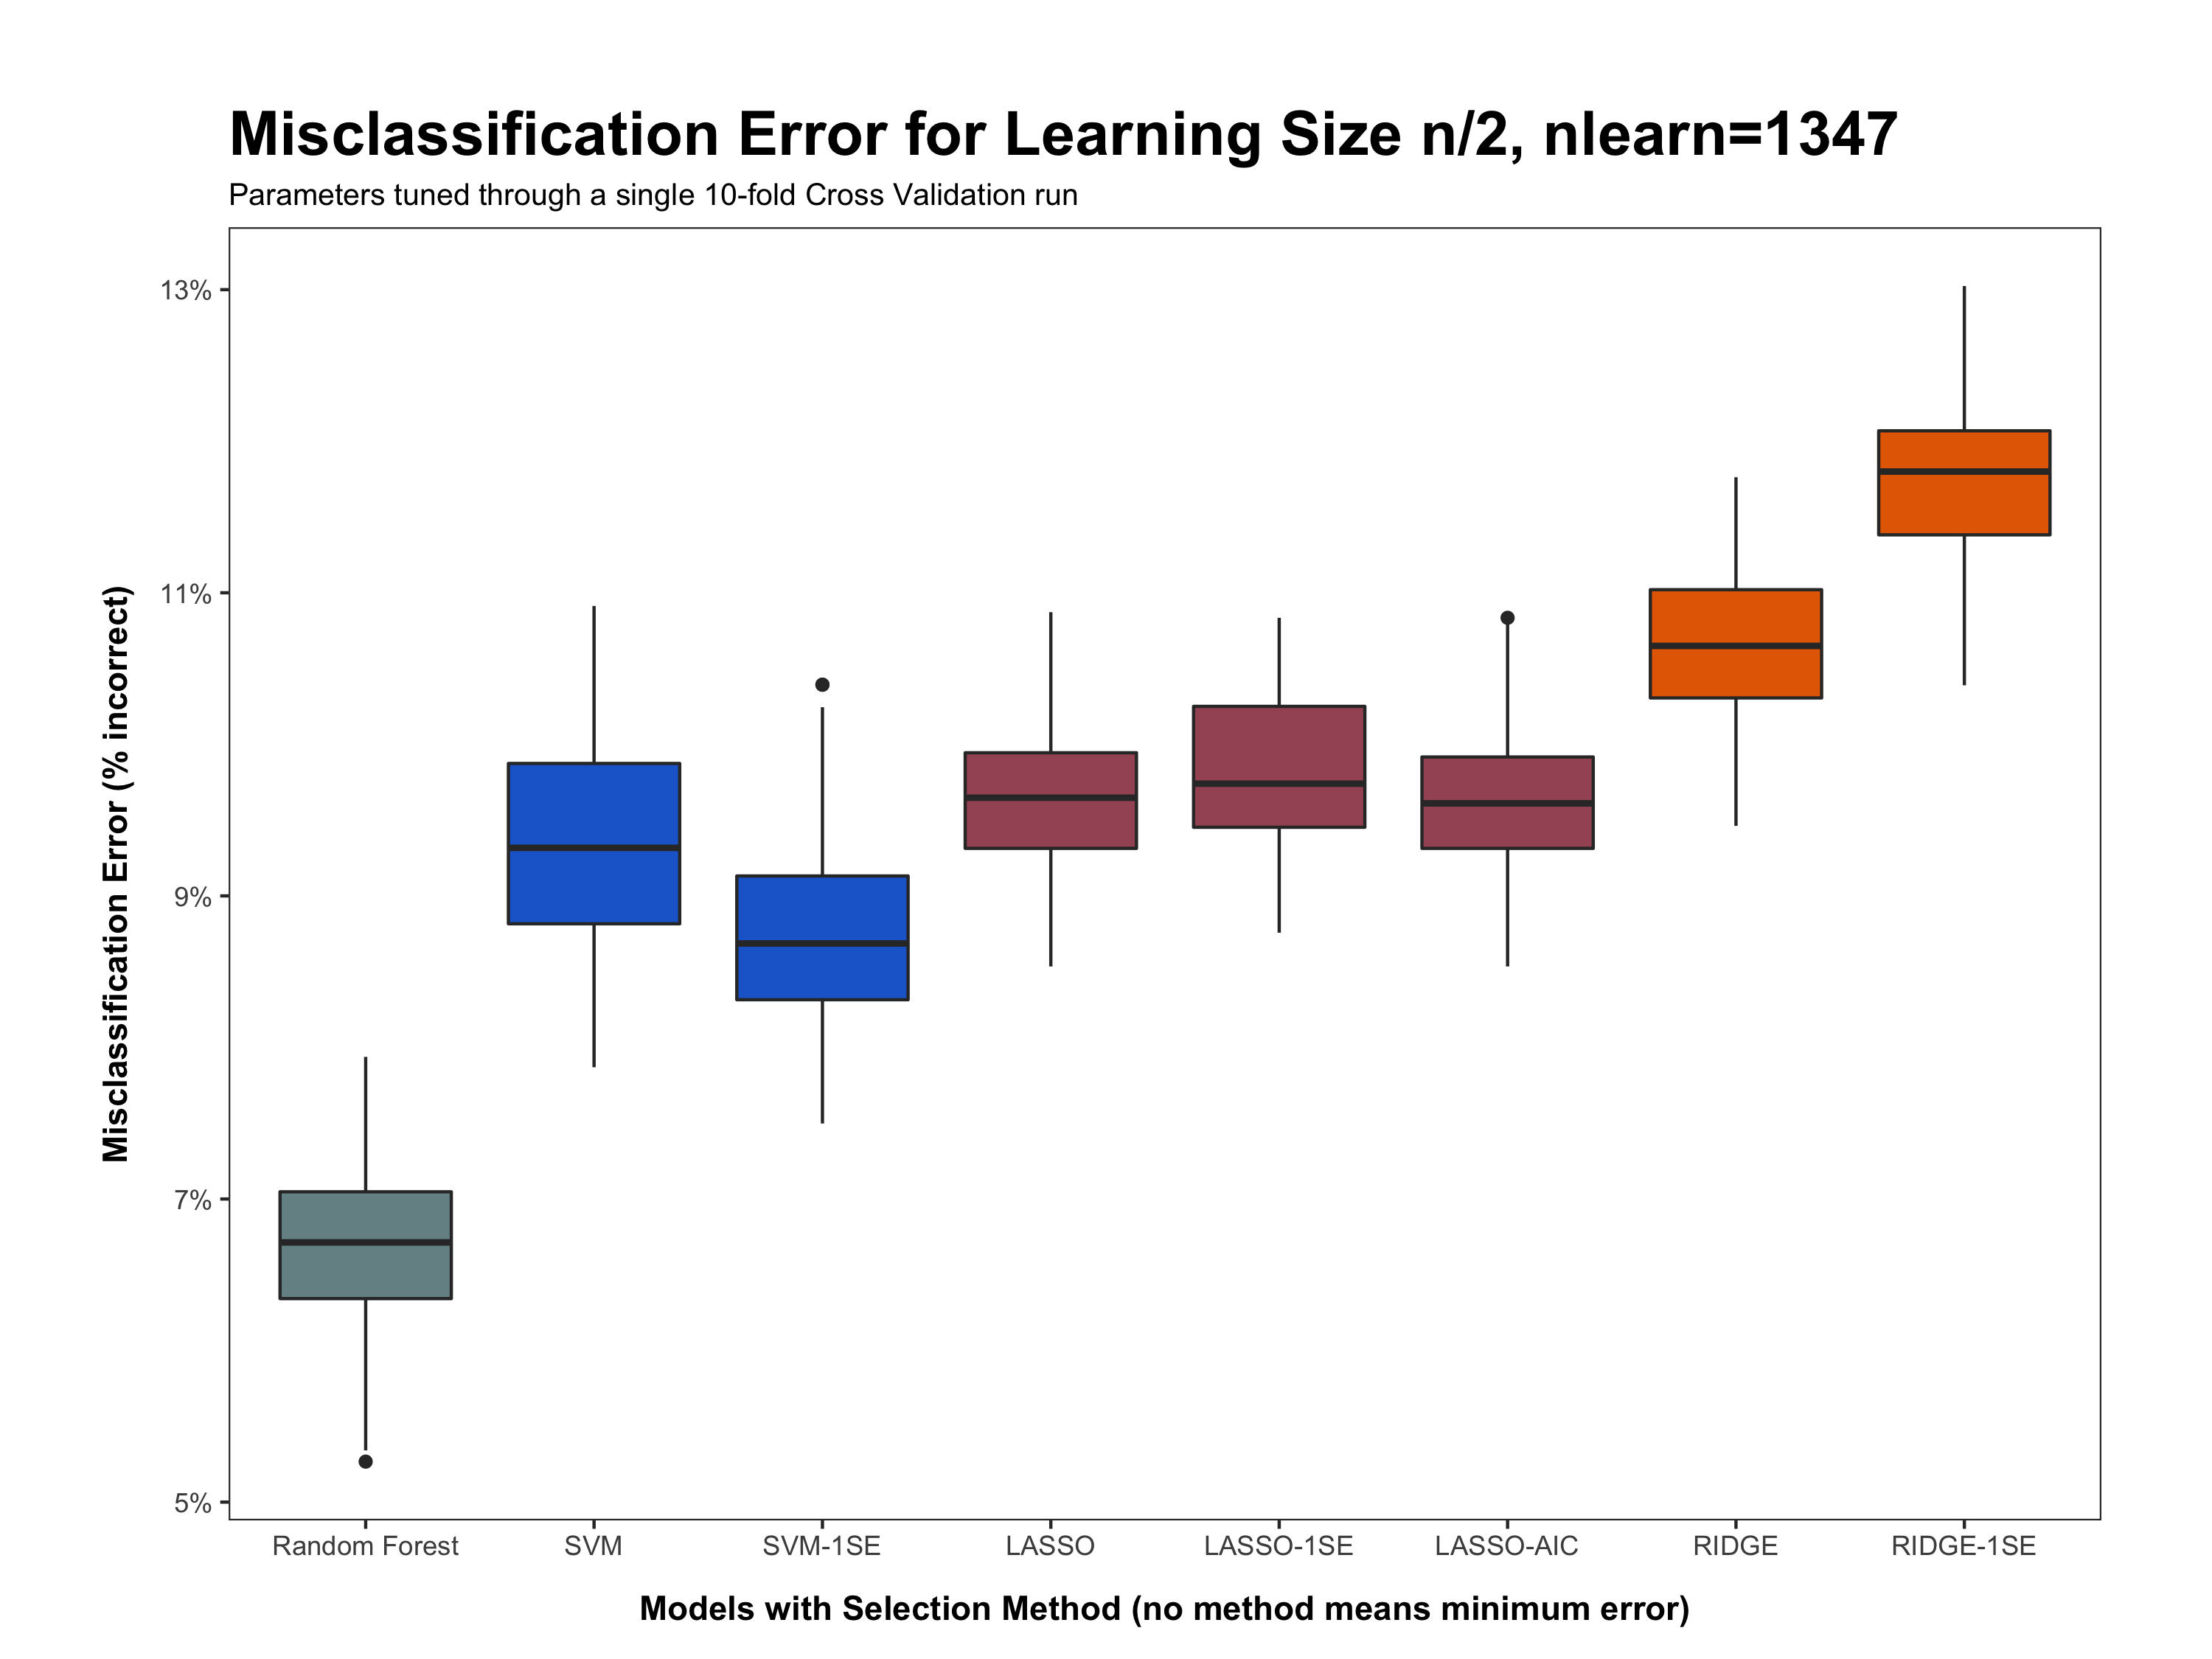 Misclassification Error for Learning Size n/2, nlearn=1347
Parameters tuned through a single 10-fold Cross Validation run
Misclassification Error (% incorrect)
13%
11%
9%
7%
5%
Random Forest SVM SVM-1SE LASSO LASSO-1SE LASSO-AIC RIDGE RIDGE-1SE
Models with Selection Method (no method means minimum error)